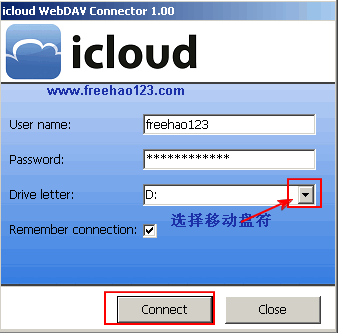 icloud WebDAV Connector 1.00
icloud
www.freehao123.com
User name: freehao123
Password: ************
Drive letter: D:
选择移动盘符
Remember connection:
Connect Close